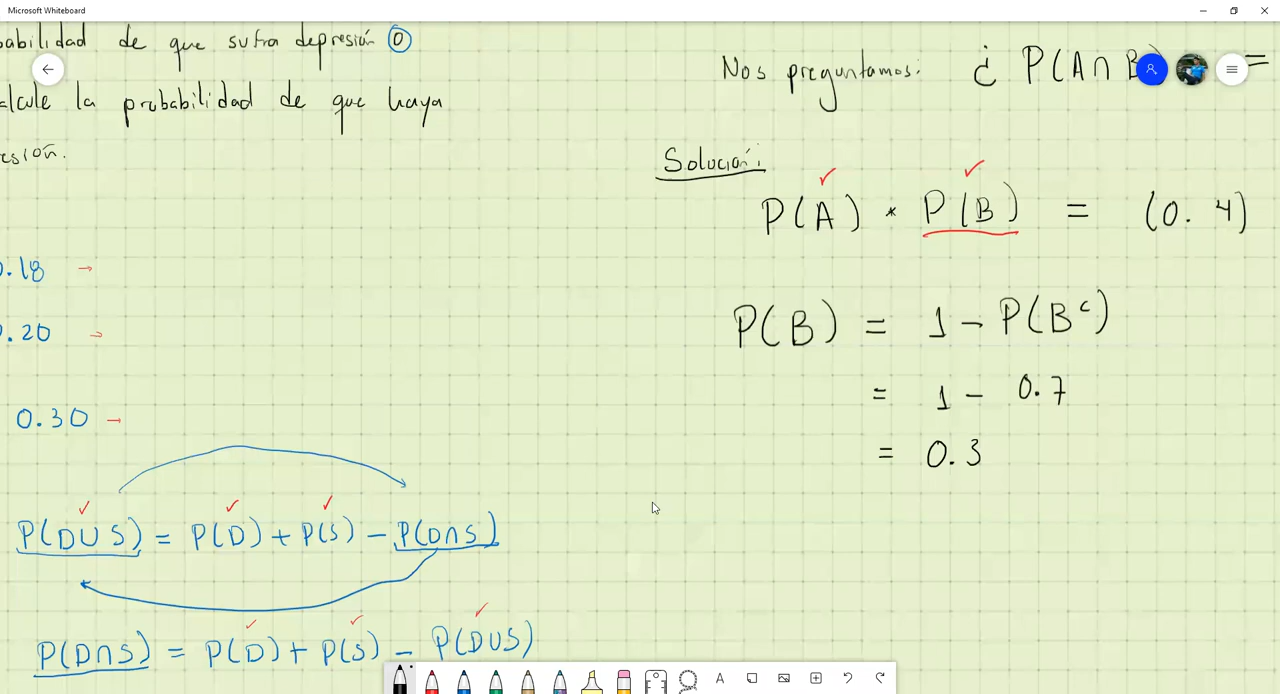 Microsoft Whiteboard
abilidad de que sufra depresión O
alcule la probabilidad de que haya
esión.
0.18 →
0.20 →
0.30 →
P(D∪S) = P(D) + P(S) - P(D∩S)
P(D∩S) = P(D) + P(S) - P(D∪S)
Nos preguntamos: ¿ P(A∩B) =
Solución:
P(A) * P(B) = (0.4)
P(B) = 1 - P(Bᶜ)
= 1 - 0.7
= 0.3
A